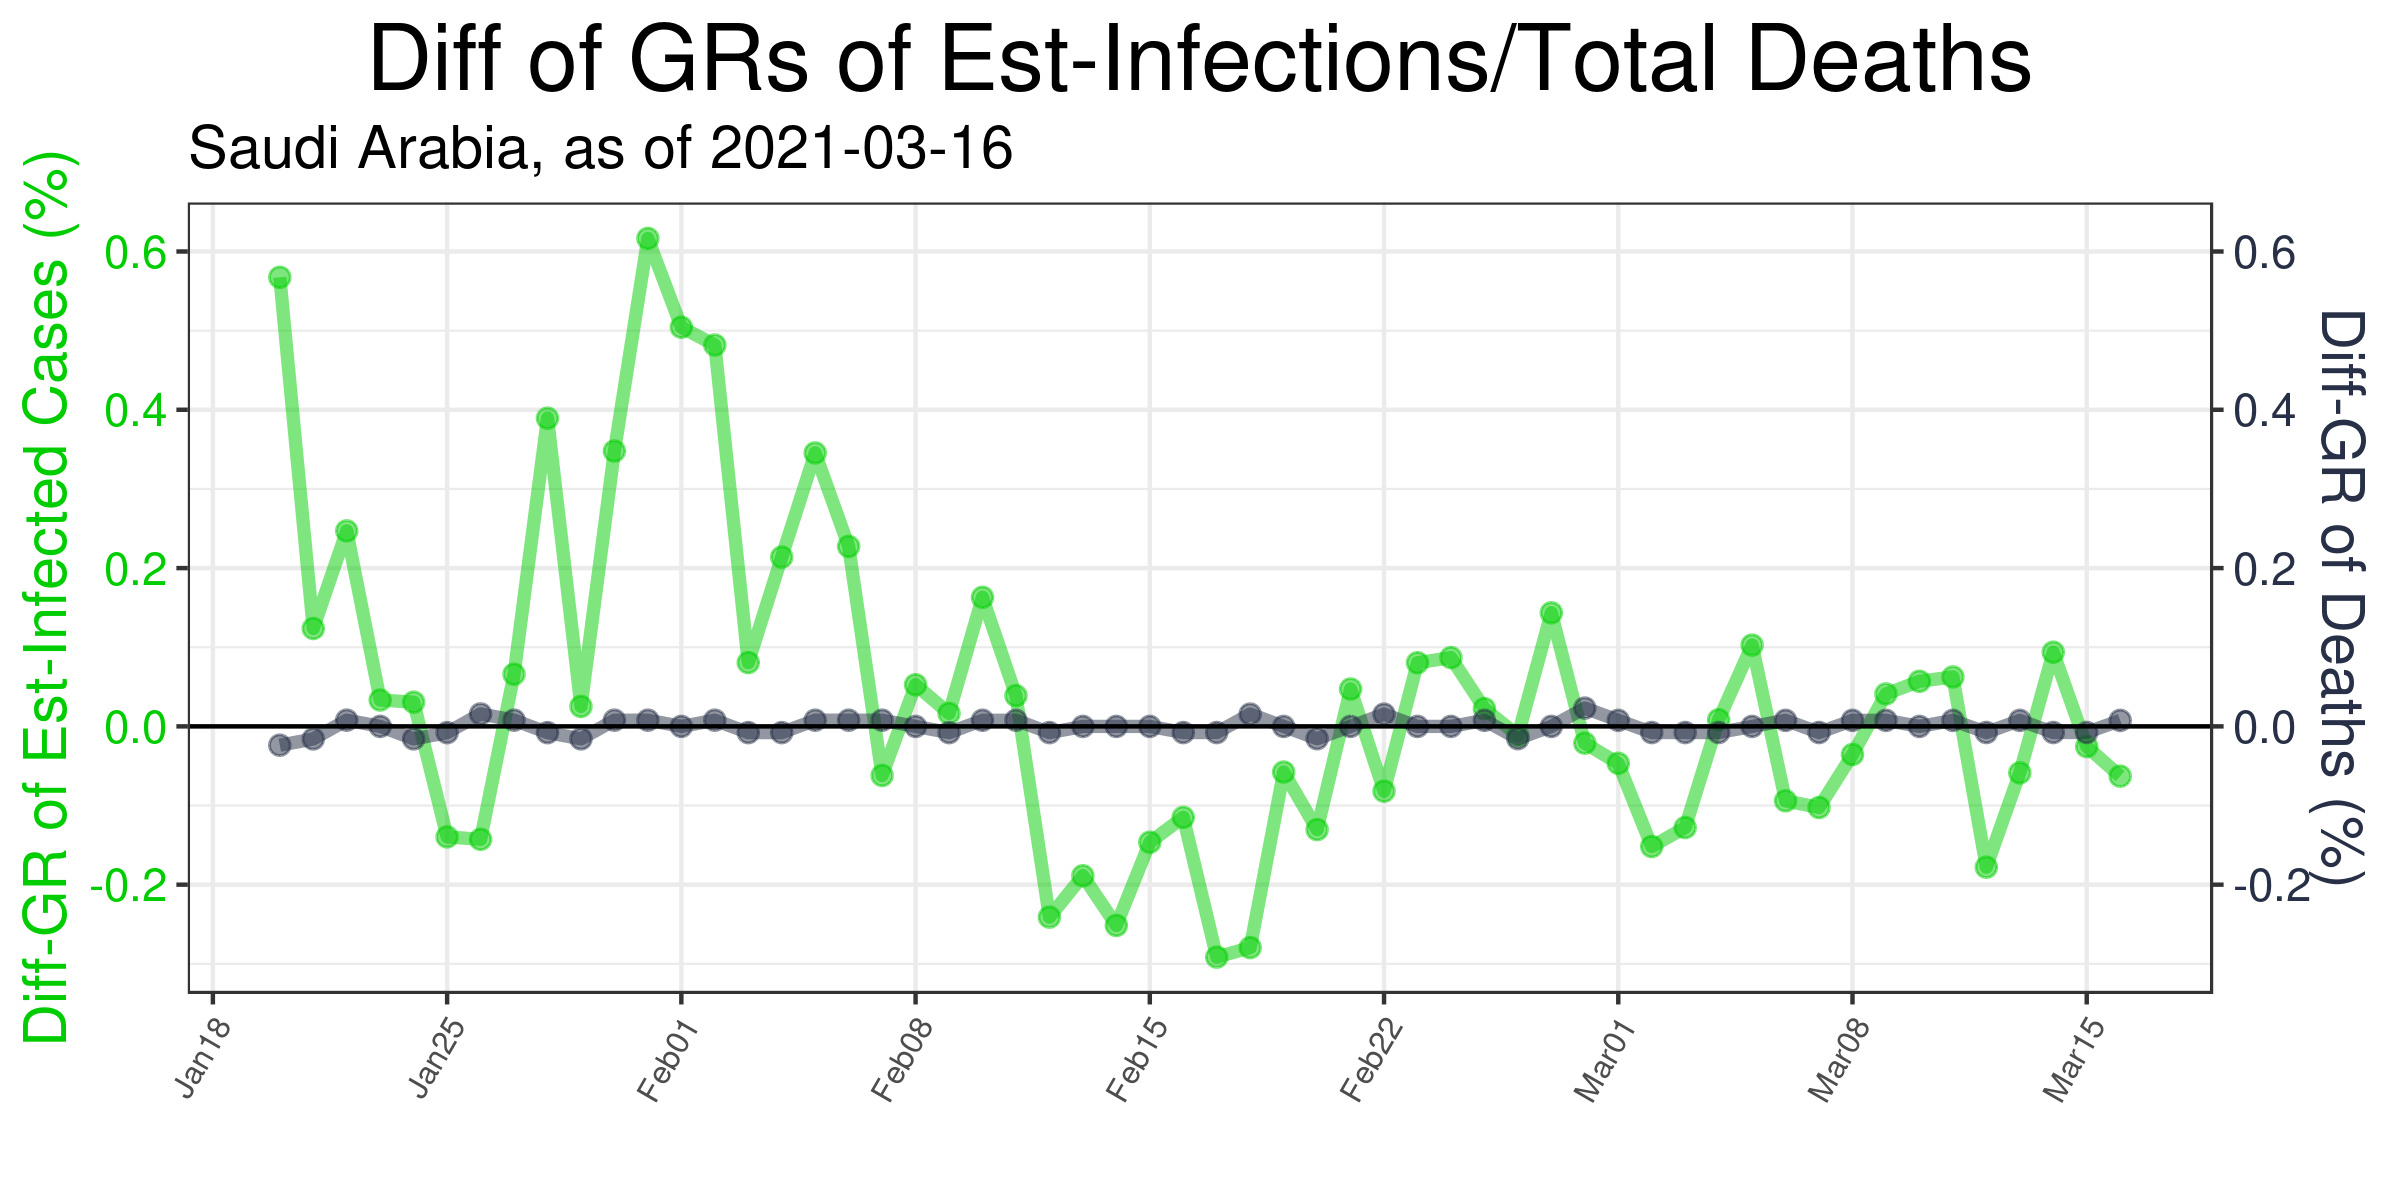 Diff of GRs of Est-Infections/Total Deaths
Saudi Arabia, as of 2021-03-16
Diff-GR of Est-Infected Cases (%)
0.6
0.4
0.2
0.0
-0.2
0.6
0.4
0.2
0.0
-0.2
Diff-GR of Deaths (%)
Jan18
Jan25
Feb01
Feb08
Feb15
Feb22
Mar01
Mar08
Mar15